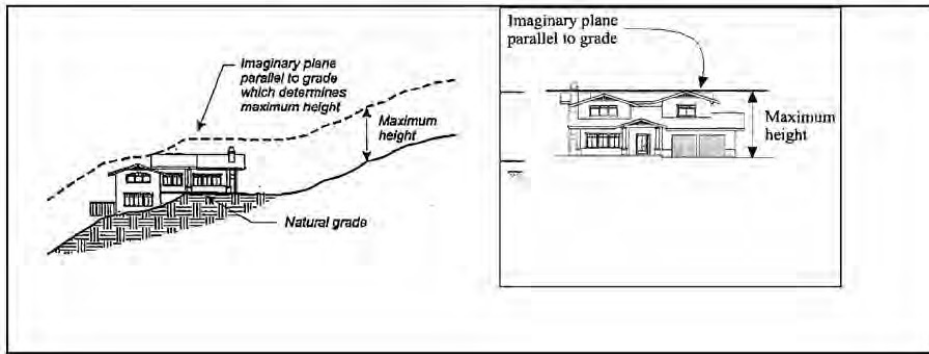 Imaginary plane
parallel to grade
which determines
maximum height
Maximum
height
Natural grade
Imaginary plane
parallel to grade
Maximum
height